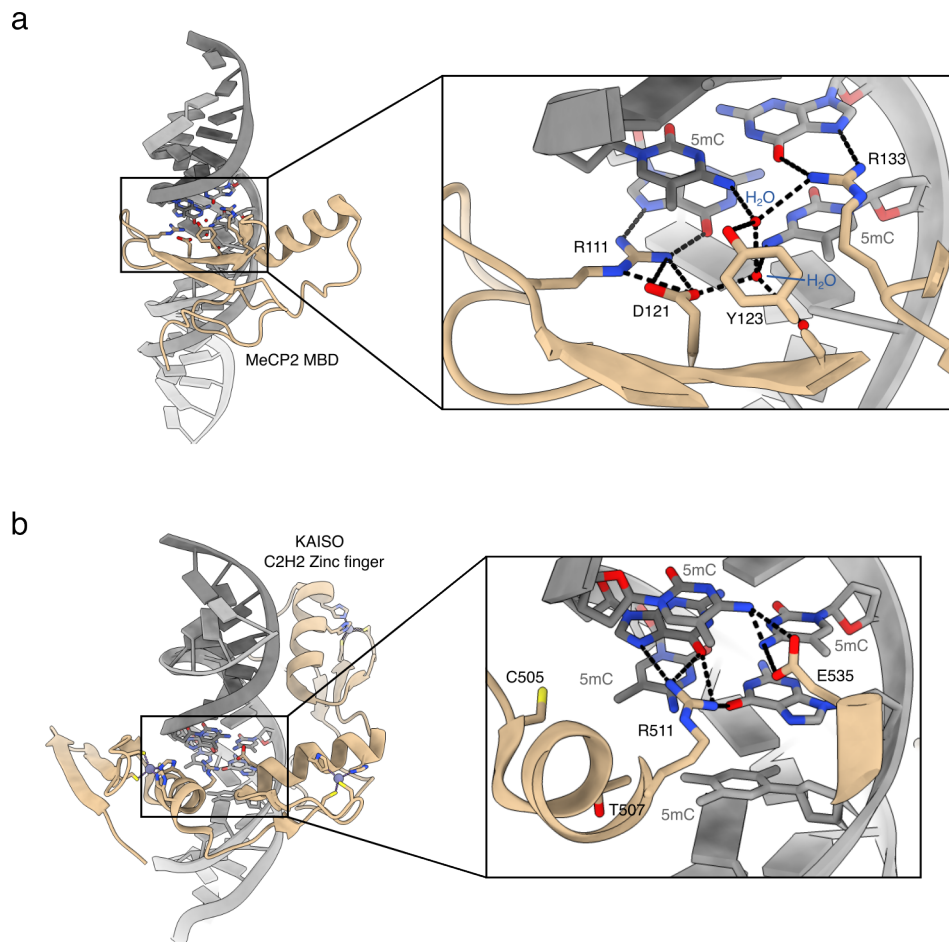 a
5mC
R133
H₂O
5mC
R111
H₂O
D121
Y123
MeCP2 MBD
b
KAISO
C2H2 Zinc finger
5mC
5mC
E535
C505
5mC
R511
T507
5mC